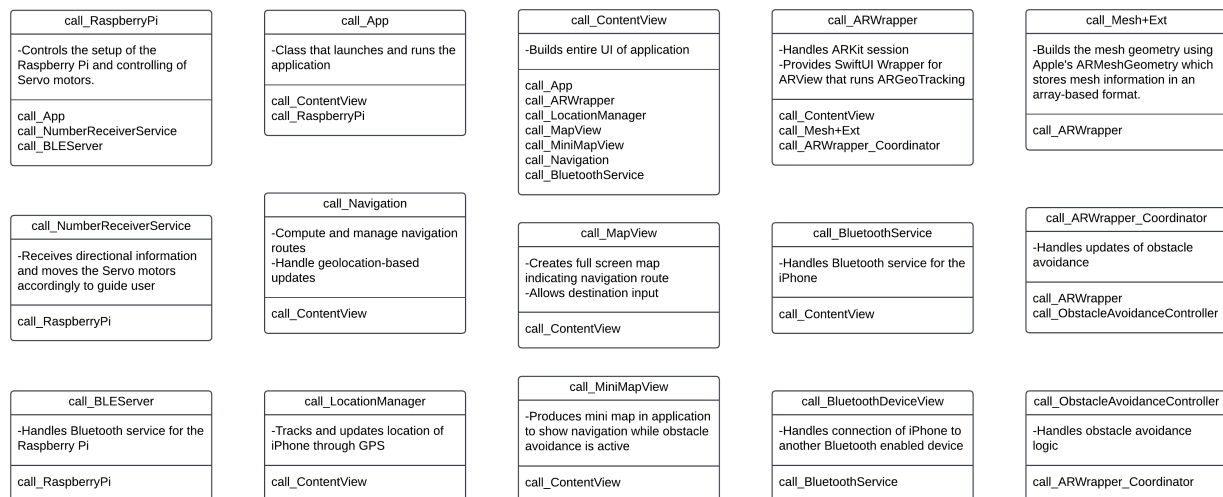 call_RaspberryPi
-Controls the setup of the
Raspberry Pi and controlling of
Servo motors.
call_App
call_NumberReceiverService
call_BLEServer
call_App
-Class that launches and runs the
application
call_ContentView
call_RaspberryPi
call_ContentView
-Builds entire UI of application
call_App
call_ARWrapper
call_LocationManager
call_MapView
call_MiniMapView
call_Navigation
call_BluetoothService
call_ARWrapper
-Handles ARKit session
-Provides SwiftUI Wrapper for
ARView that runs ARGeoTracking
call_ContentView
call_Mesh+Ext
call_ARWrapper_Coordinator
call_Mesh+Ext
-Builds the mesh geometry using
Apple's ARMeshGeometry which
stores mesh information in an
array-based format.
call_ARWrapper
call_NumberReceiverService
-Receives directional information
and moves the Servo motors
accordingly to guide user
call_RaspberryPi
call_Navigation
-Compute and manage navigation
routes
-Handle geolocation-based
updates
call_ContentView
call_MapView
-Creates full screen map
indicating navigation route
-Allows destination input
call_ContentView
call_BluetoothService
-Handles Bluetooth service for the
iPhone
call_ContentView
call_ARWrapper_Coordinator
-Handles updates of obstacle
avoidance
call_ARWrapper
call_ObstacleAvoidanceController
call_BLEServer
-Handles Bluetooth service for the
Raspberry Pi
call_RaspberryPi
call_LocationManager
-Tracks and updates location of
iPhone through GPS
call_ContentView
call_MiniMapView
-Produces mini map in application
to show navigation while obstacle
avoidance is active
call_ContentView
call_BluetoothDeviceView
-Handles connection of iPhone to
another Bluetooth enabled device
call_BluetoothService
call_ObstacleAvoidanceController
-Handles obstacle avoidance
logic
call_ARWrapper_Coordinator